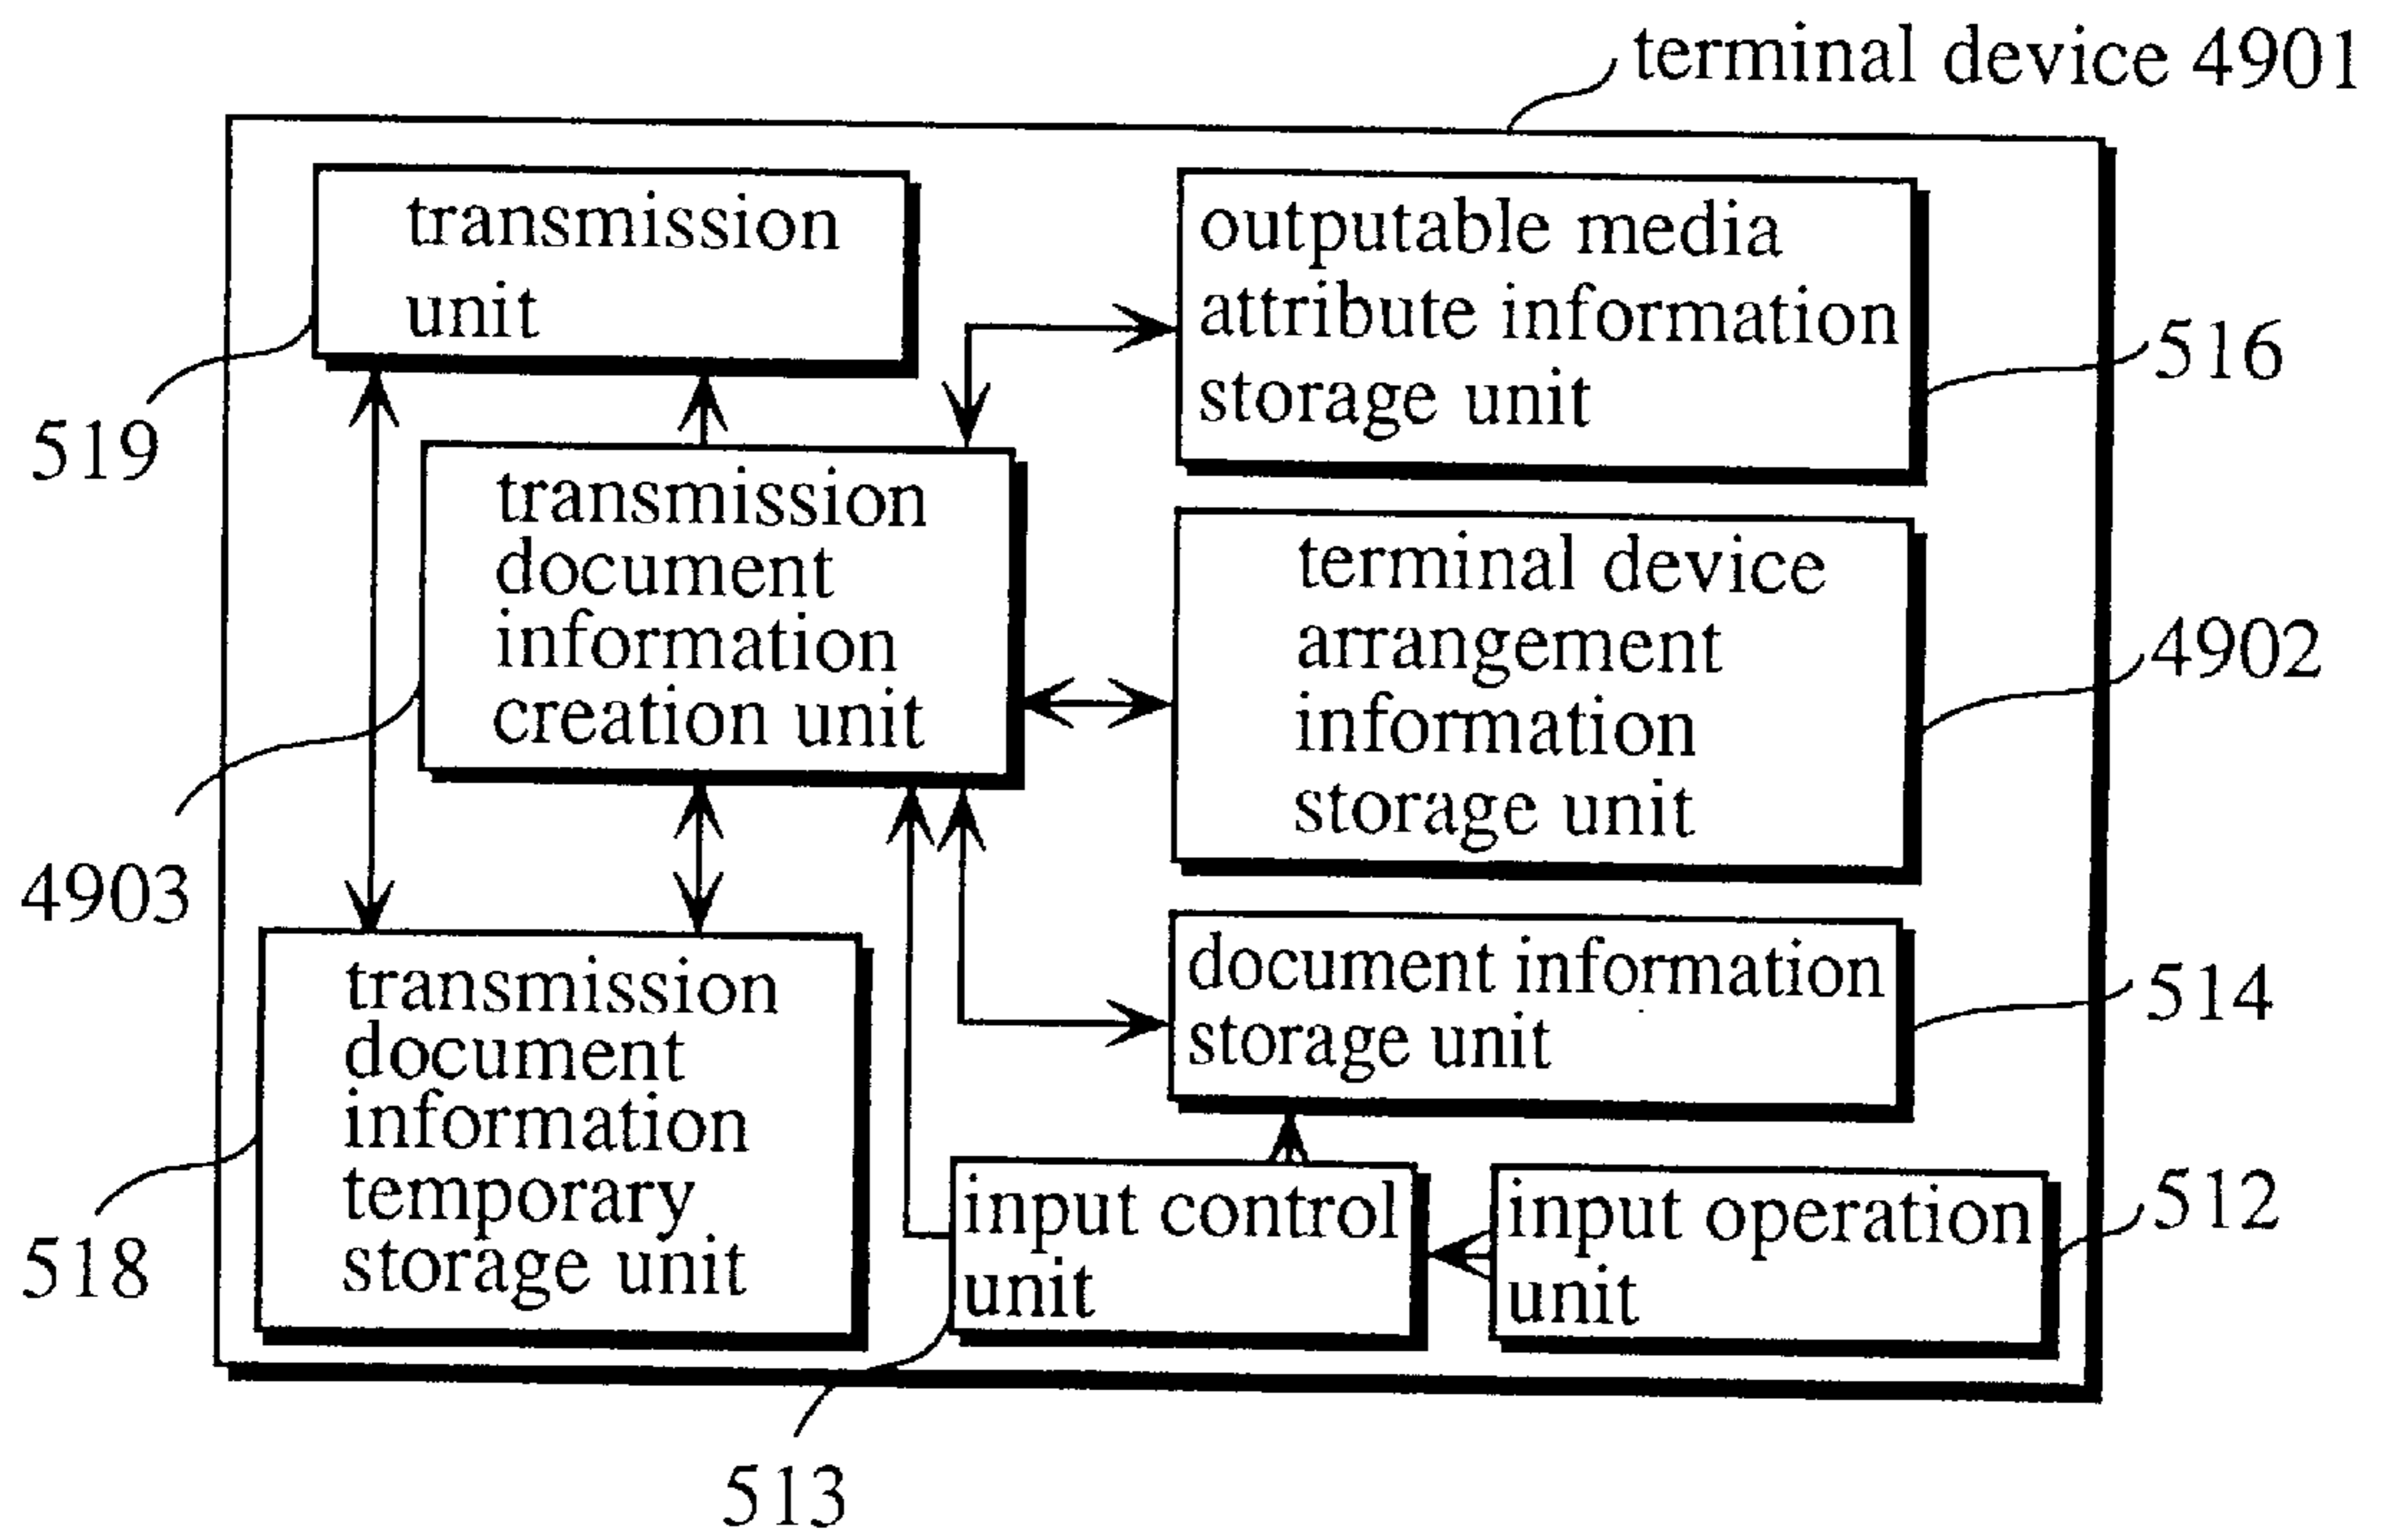 terminal device 4901
transmission
unit
519
outputable media
attribute information
storage unit
516
transmission
document
information
creation unit
4903
terminal device
arrangement
information
storage unit
4902
transmission
document
information
temporary
storage unit
518
document information
storage unit
514
input control
unit
513
input operation
unit
512